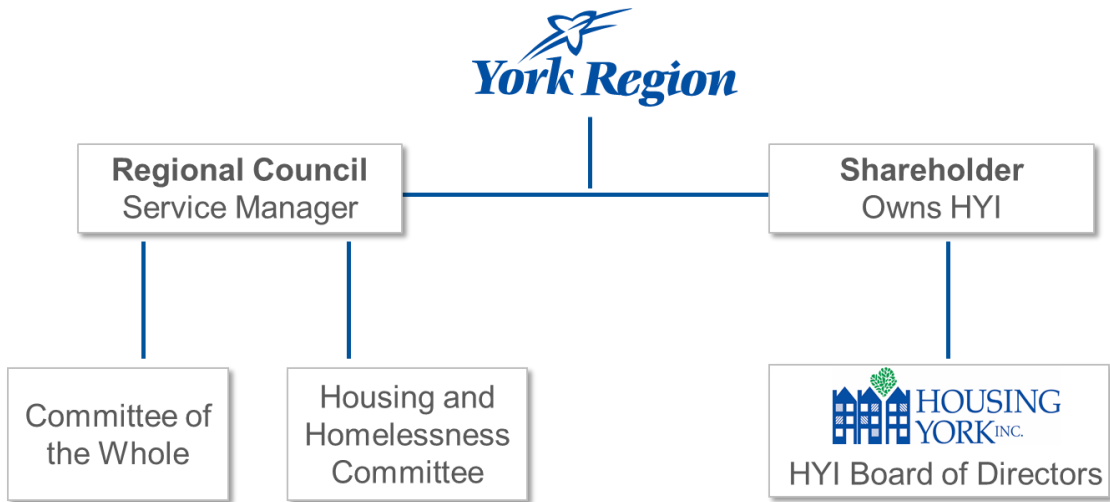 York Region
Regional Council
Service Manager
Shareholder
Owns HYI
Committee of
the Whole
Housing and
Homelessness
Committee
HOUSING
YORK INC.
HYI Board of Directors